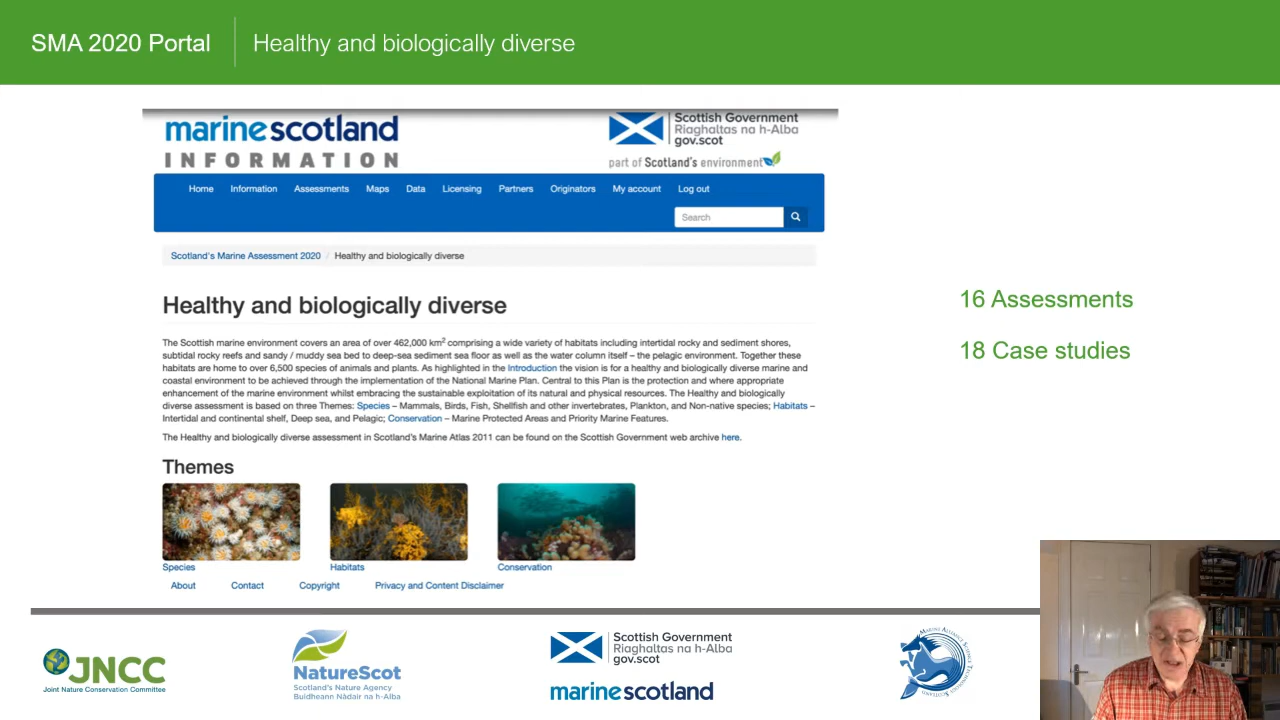 SMA 2020 Portal
Healthy and biologically diverse
marinescotland
INFORMATION
Scottish Government
Riaghaltas na h-Alba
gov.scot
part of Scotland's environment
Home Information Assessments Maps Data Licensing Partners Originators My account Log out
Search
Scotland's Marine Assessment 2020 / Healthy and biologically diverse
Healthy and biologically diverse
The Scottish marine environment covers an area of over 462,000 km² comprising a wide variety of habitats including intertidal rocky and sediment shores,
subtidal rocky reefs and sandy / muddy sea bed to deep-sea sediment sea floor as well as the water column itself – the pelagic environment. Together these
habitats are home to over 6,500 species of animals and plants. As highlighted in the Introduction the vision is for a healthy and biologically diverse marine and
coastal environment to be achieved through the implementation of the National Marine Plan. Central to this Plan is the protection and where appropriate
enhancement of the marine environment whilst embracing the sustainable exploitation of its natural and physical resources. The Healthy and biologically
diverse assessment is based on three Themes: Species – Mammals, Birds, Fish, Shellfish and other invertebrates, Plankton, and Non-native species; Habitats –
Intertidal and continental shelf, Deep sea, and Pelagic; Conservation – Marine Protected Areas and Priority Marine Features.
The Healthy and biologically diverse assessment in Scotland's Marine Atlas 2011 can be found on the Scottish Government web archive here.
Themes
Species
Habitats
Conservation
About Contact Copyright Privacy and Content Disclaimer
16 Assessments
18 Case studies
JNCC
Joint Nature Conservation Committee
NatureScot
Scotland's Nature Agency
Buidheann Nàdair na h-Alba
Scottish Government
Riaghaltas na h-Alba
gov.scot
marinescotland